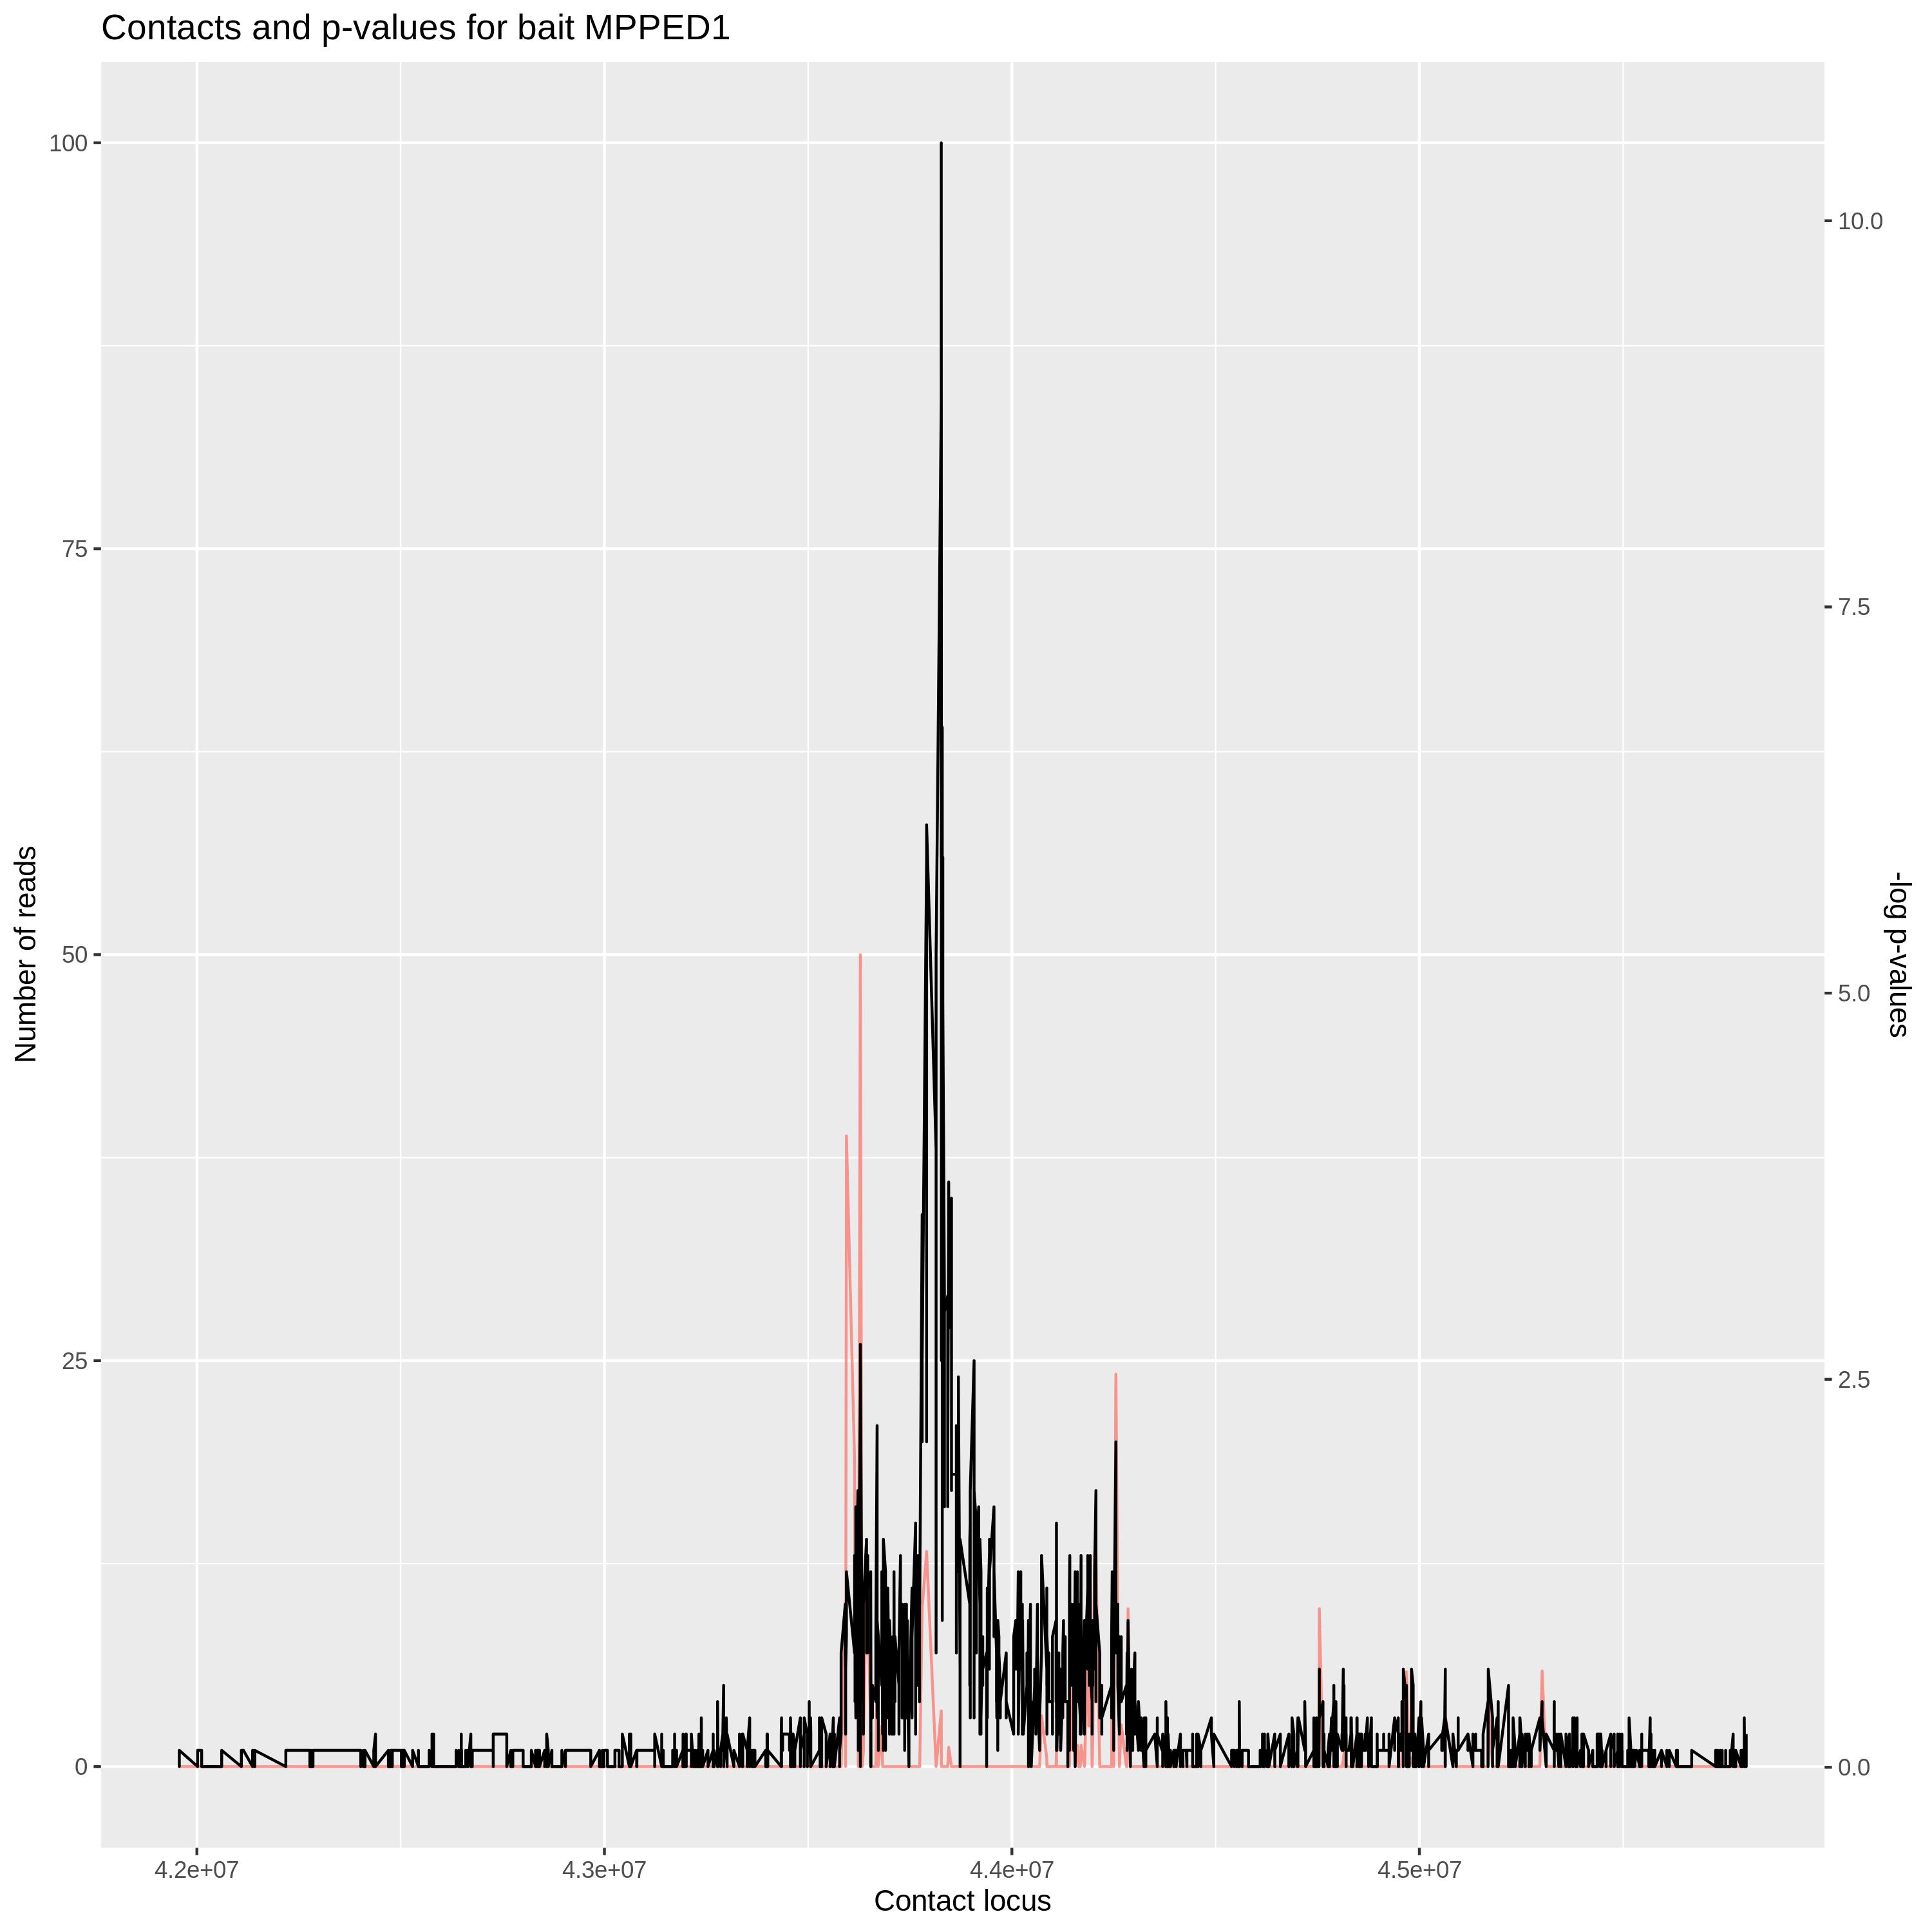 Contacts and p-values for bait MPPED1
100
75
50
25
0
Number of reads
10.0
7.5
5.0
2.5
0.0
-log p-values
4.2e+07
4.3e+07
4.4e+07
4.5e+07
Contact locus